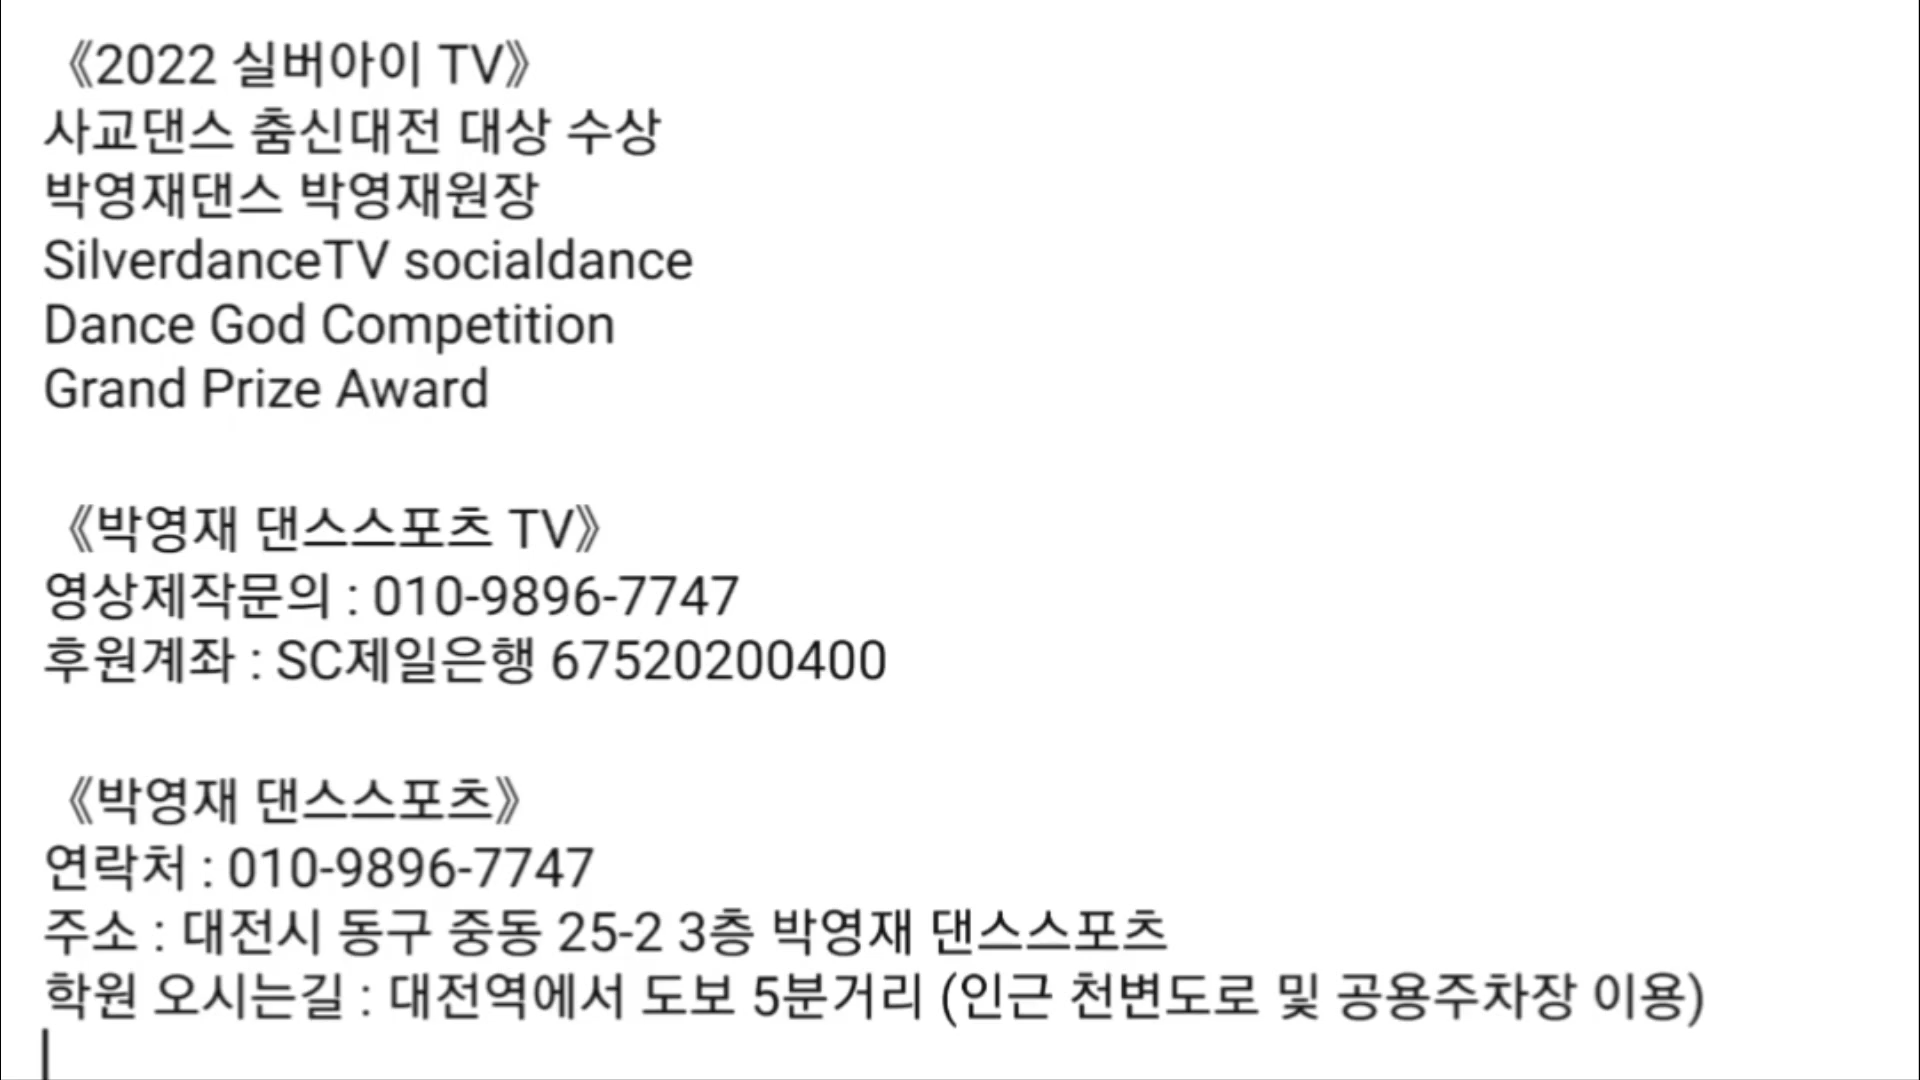 《2022 실버아이 TV》
사교댄스 춤신대전 대상 수상
박영재댄스 박영재원장
SilverdanceTV socialdance
Dance God Competition
Grand Prize Award
《박영재 댄스스포츠 TV》
영상제작문의 : 010-9896-7747
후원계좌 : SC제일은행 67520200400
《박영재 댄스스포츠》
연락처 : 010-9896-7747
주소 : 대전시 동구 중동 25-2 3층 박영재 댄스스포츠
학원 오시는길 : 대전역에서 도보 5분거리 (인근 천변도로 및 공용주차장 이용)